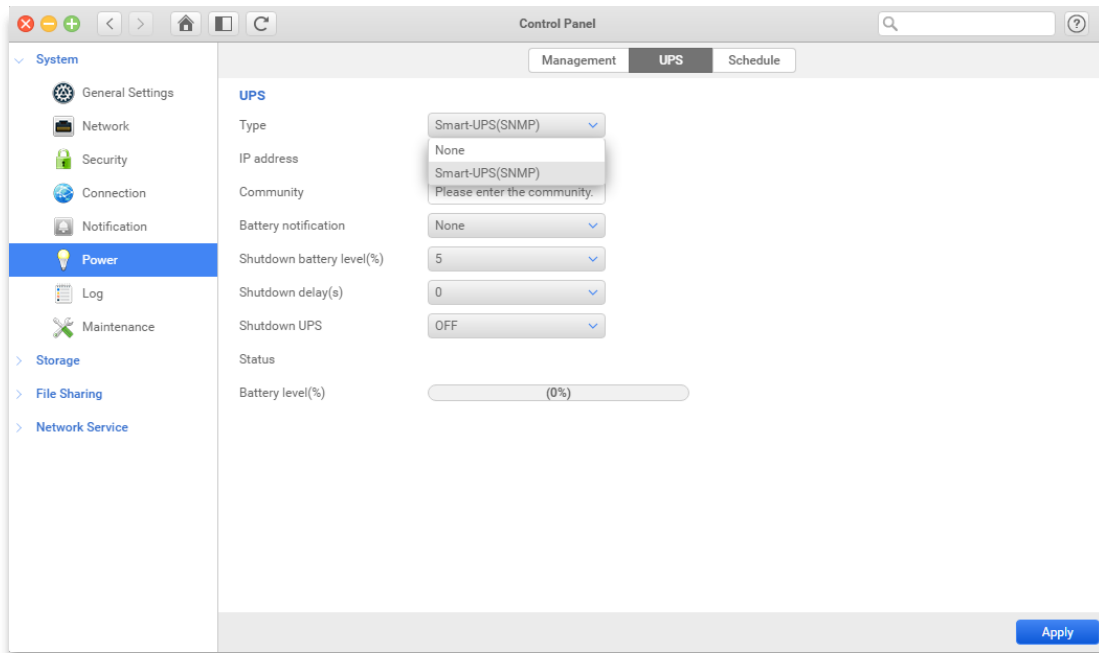 Control Panel
?
System
General Settings
Network
Security
Connection
Notification
Power
Log
Maintenance
Storage
File Sharing
Network Service
Management UPS Schedule
UPS
Type Smart-UPS(SNMP)
None
IP address
Smart-UPS(SNMP)
Community Please enter the community.
Battery notification None
Shutdown battery level(%) 5
Shutdown delay(s) 0
Shutdown UPS OFF
Status
Battery level(%) (0%)
Apply